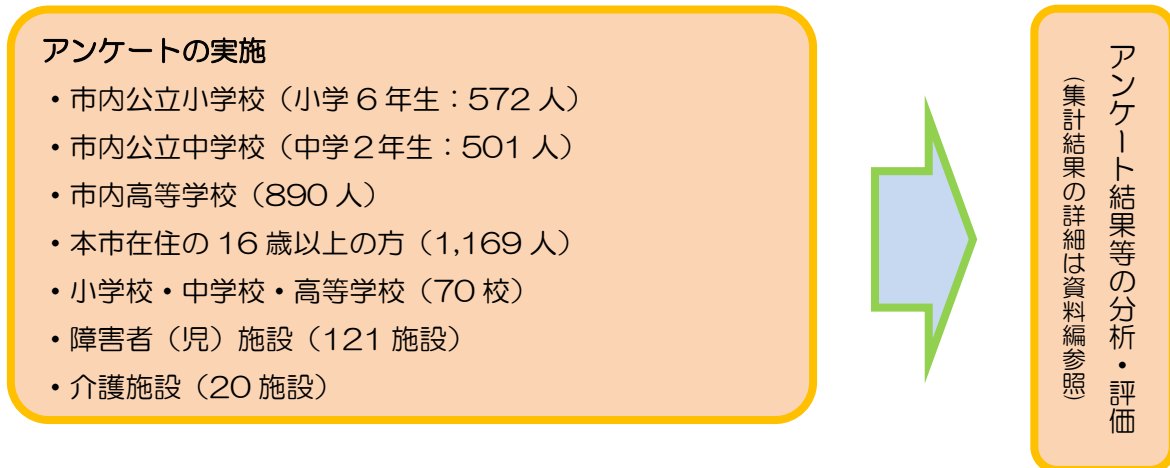 アンケートの実施
・市内公立小学校（小学６年生：572 人）
・市内公立中学校（中学２年生：501 人）
・市内高等学校（890 人）
・本市在住の 16 歳以上の方（1,169 人）
・小学校・中学校・高等学校（70 校）
・障害者（児）施設（121 施設）
・介護施設（20 施設）
アンケート結果等の分析・評価
（集計結果の詳細は資料編参照）